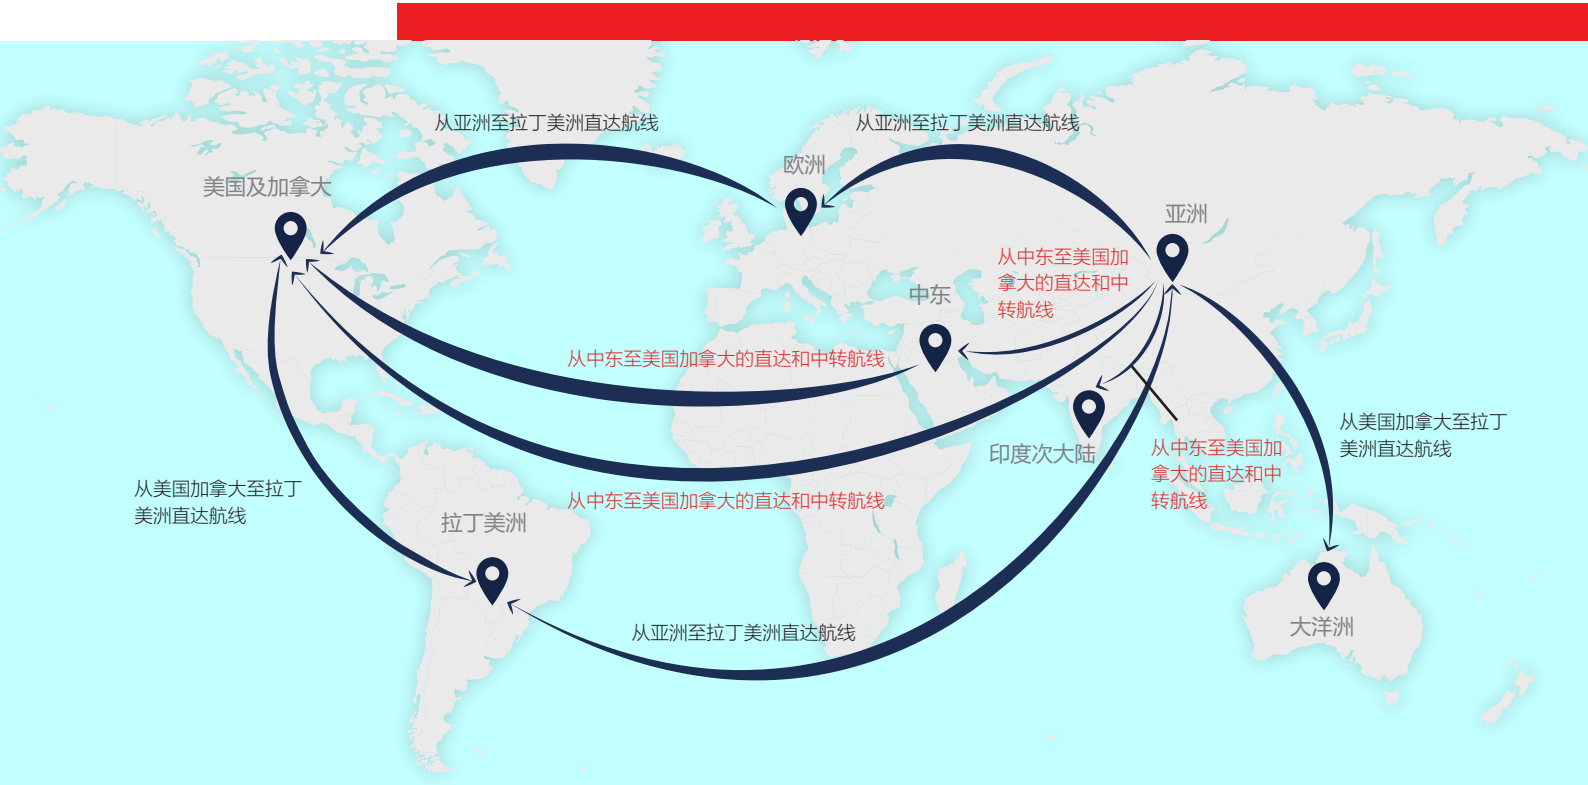 从亚洲至拉丁美洲直达航线
从亚洲至拉丁美洲直达航线
欧洲
美国及加拿大
亚洲
从中东至美国加
拿大的直达和中
转航线
中东
从中东至美国加拿大的直达和中转航线
从美国加拿大至拉丁
美洲直达航线
印度次大陆
从中东至美国加
拿大的直达和中
转航线
从美国加拿大至拉丁
美洲直达航线
从中东至美国加拿大的直达和中转航线
拉丁美洲
从亚洲至拉丁美洲直达航线
大洋洲